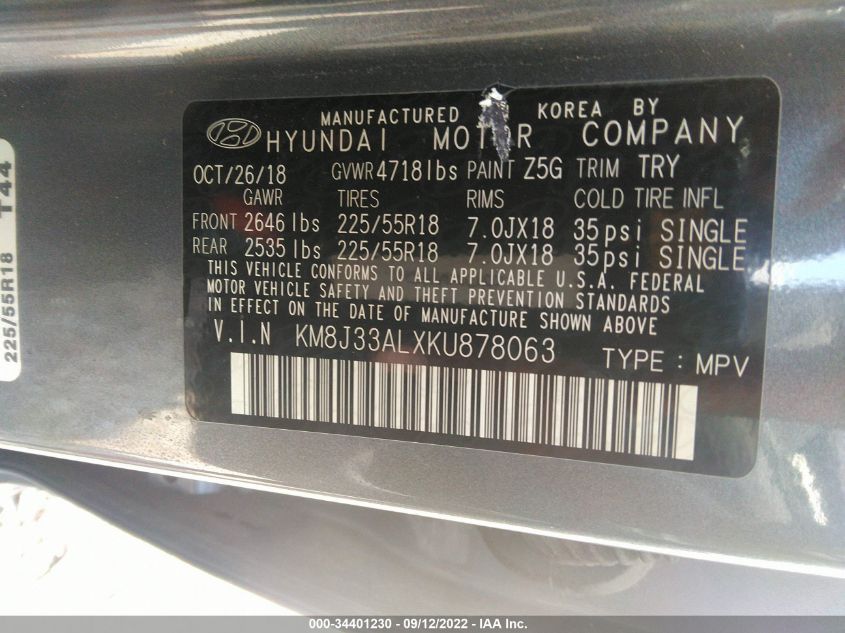 MANUFACTURED KOREA BY
HYUNDAI MOTOR COMPANY
OCT/26/18 GVWR 4718lbs PAINT Z5G TRIM TRY
GAWR TIRES RIMS COLD TIRE INFL
FRONT 2646 lbs 225/55R18 7.0JX18 35psi SINGLE
REAR 2535 lbs 225/55R18 7.0JX18 35psi SINGLE
THIS VEHICLE CONFORMS TO ALL APPLICABLE U.S.A. FEDERAL
MOTOR VEHICLE SAFETY AND THEFT PREVENTION STANDARDS
IN EFFECT ON THE DATE OF MANUFACTURE SHOWN ABOVE
V.I.N KM8J33ALXKU878063 TYPE : MPV
225/55R18 T44
000-34401230 - 09/12/2022 - IAA Inc.